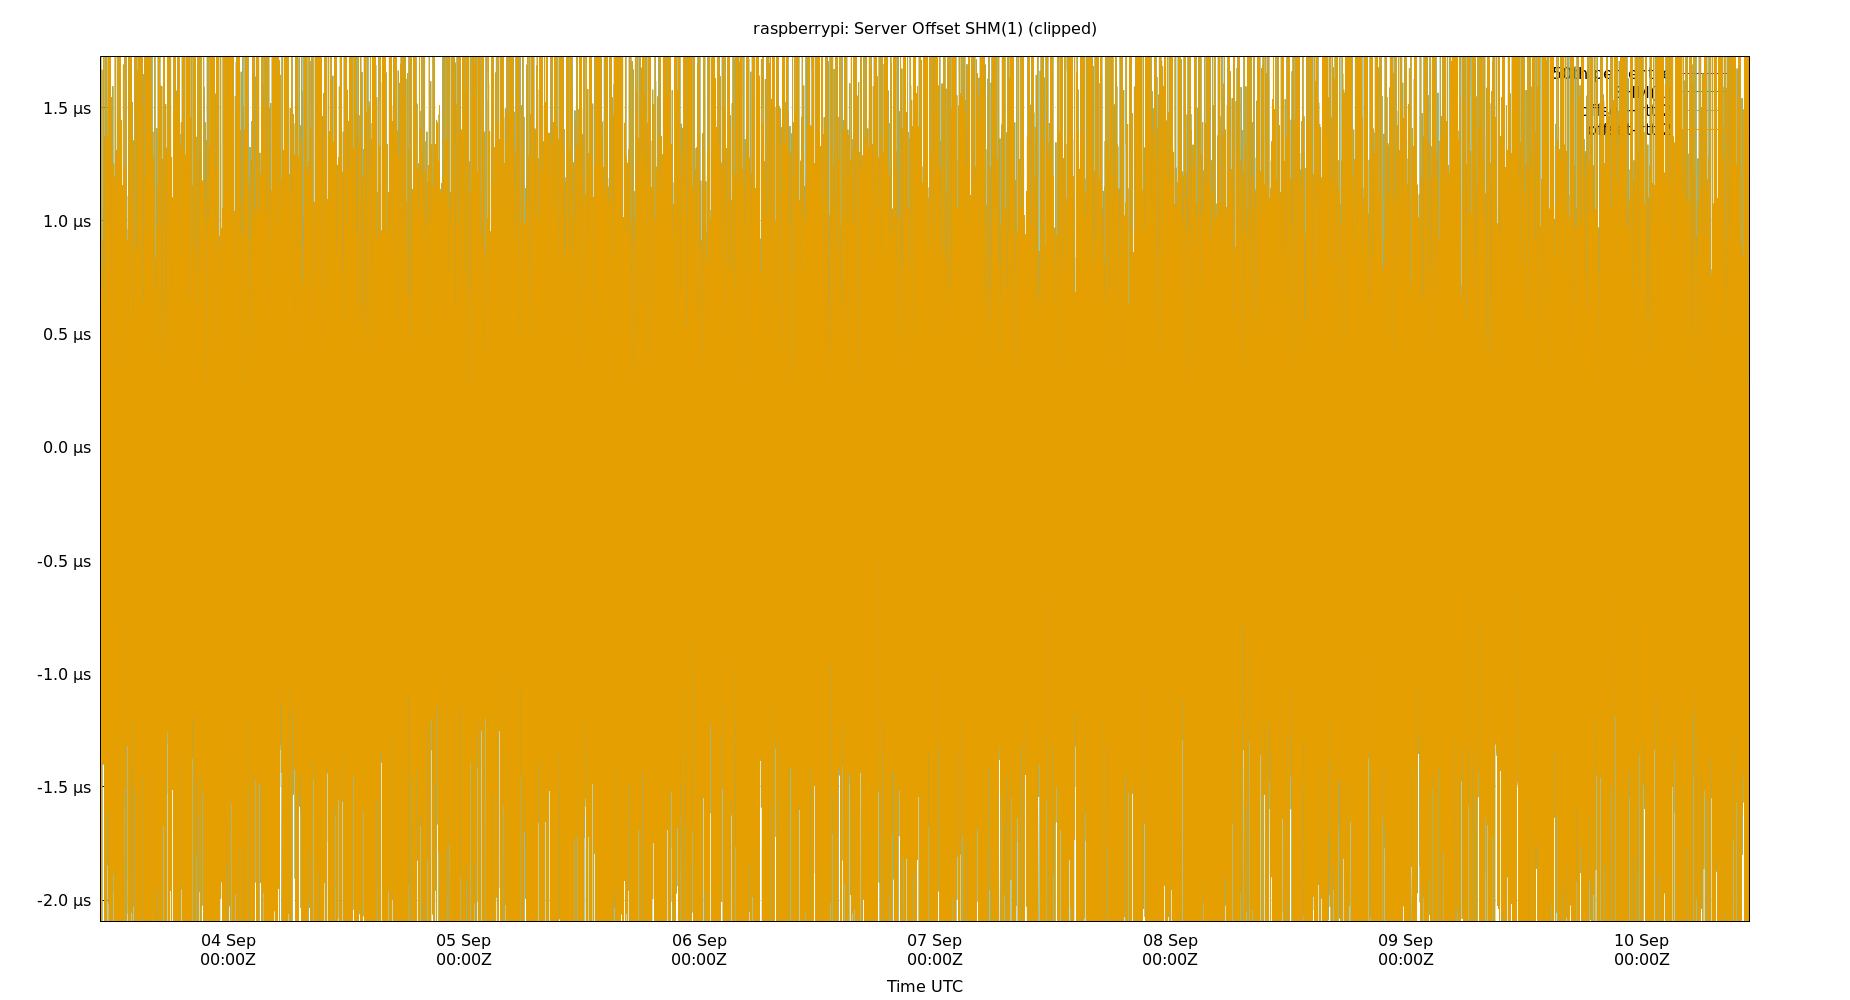 raspberrypi: Server Offset SHM(1) (clipped)
1.5 µs
1.0 µs
0.5 µs
0.0 µs
-0.5 µs
-1.0 µs
-1.5 µs
-2.0 µs
04 Sep 05 Sep 06 Sep 07 Sep 08 Sep 09 Sep 10 Sep
00:00Z 00:00Z 00:00Z 00:00Z 00:00Z 00:00Z 00:00Z
Time UTC